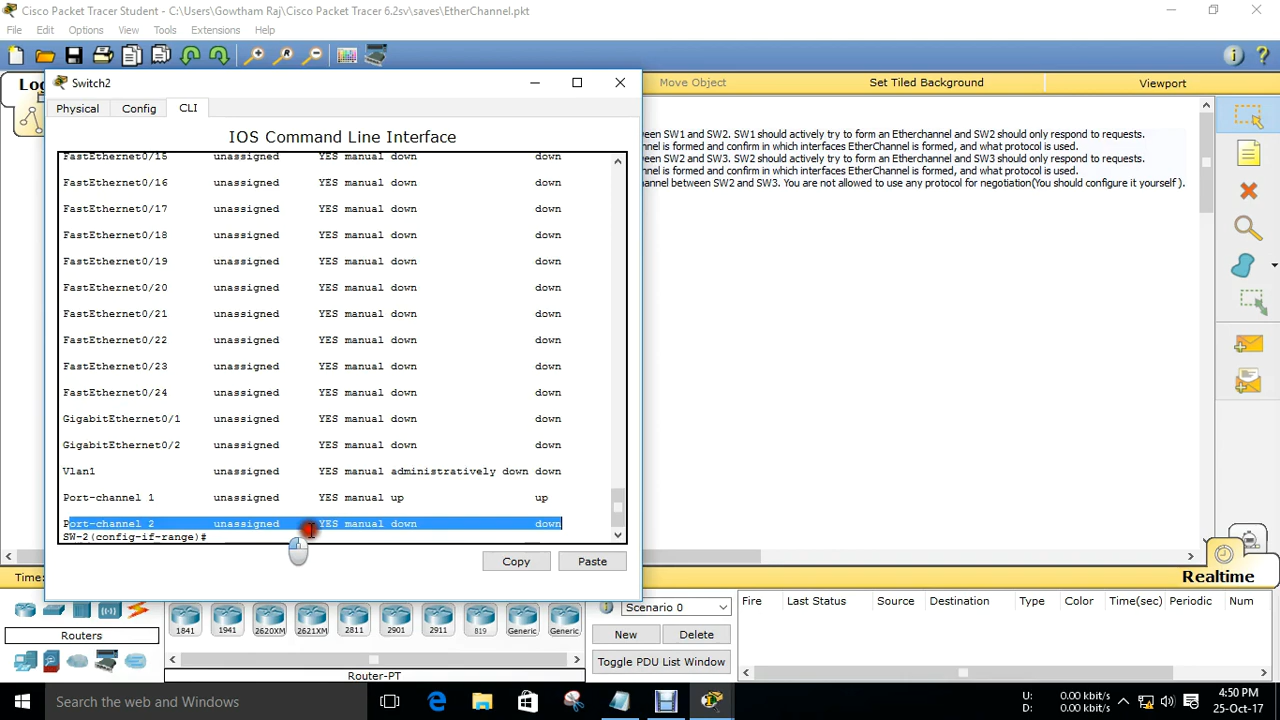 Cisco Packet Tracer Student - C:\Users\Gowtham Raj\Cisco Packet Tracer 6.2sv\saves\EtherChannel.pkt
File Edit Options View Tools Extensions Help
Move Object Set Tiled Background Viewport
Switch2
Physical Config CLI
IOS Command Line Interface
FastEthernet0/15 unassigned YES manual down down
FastEthernet0/16 unassigned YES manual down down
FastEthernet0/17 unassigned YES manual down down
FastEthernet0/18 unassigned YES manual down down
FastEthernet0/19 unassigned YES manual down down
FastEthernet0/20 unassigned YES manual down down
FastEthernet0/21 unassigned YES manual down down
FastEthernet0/22 unassigned YES manual down down
FastEthernet0/23 unassigned YES manual down down
FastEthernet0/24 unassigned YES manual down down
GigabitEthernet0/1 unassigned YES manual down down
GigabitEthernet0/2 unassigned YES manual down down
Vlan1 unassigned YES manual administratively down down
Port-channel 1 unassigned YES manual up up
Port-channel 2 unassigned YES manual down down
SW-2(config-if-range)#
Copy Paste
SW1 and SW2. SW1 should actively try to form an Etherchannel and SW2 should only respond to requests.
is formed and confirm in which interfaces EtherChannel is formed, and what protocol is used.
SW2 and SW3. SW2 should actively try to form an Etherchannel and SW3 should only respond to requests.
is formed and confirm in which interfaces EtherChannel is formed, and what protocol is used.
between SW2 and SW3. You are not allowed to use any protocol for negotiation(You should configure it yourself ).
Time:
Realtime
Routers
1841 1941 2620XM 2621XM 2811 2901 2911 819 Generic Generic
Router-PT
Scenario 0
New Delete
Toggle PDU List Window
Fire Last Status Source Destination Type Color Time(sec) Periodic Num
Search the web and Windows
U: 0.00 kbit/s
D: 0.00 kbit/s
4:50 PM
25-Oct-17